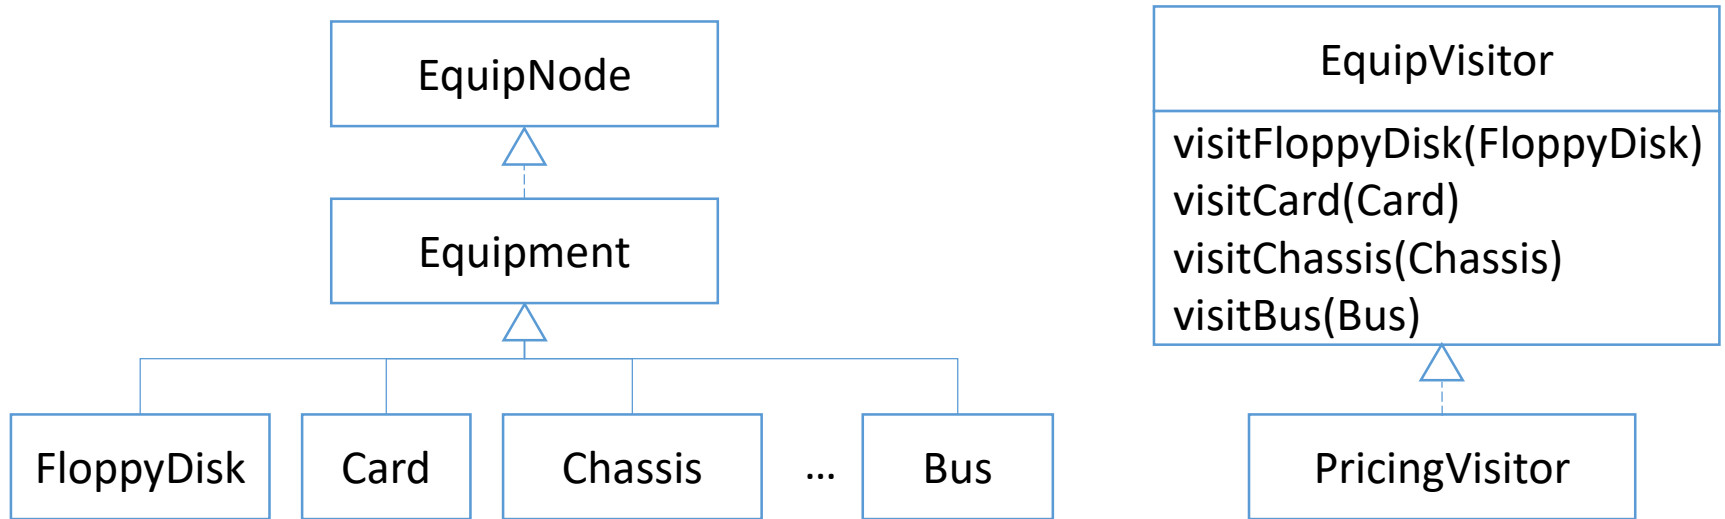 EquipNode
Equipment
FloppyDisk
Card
Chassis
...
Bus
EquipVisitor
visitFloppyDisk(FloppyDisk)
visitCard(Card)
visitChassis(Chassis)
visitBus(Bus)
PricingVisitor